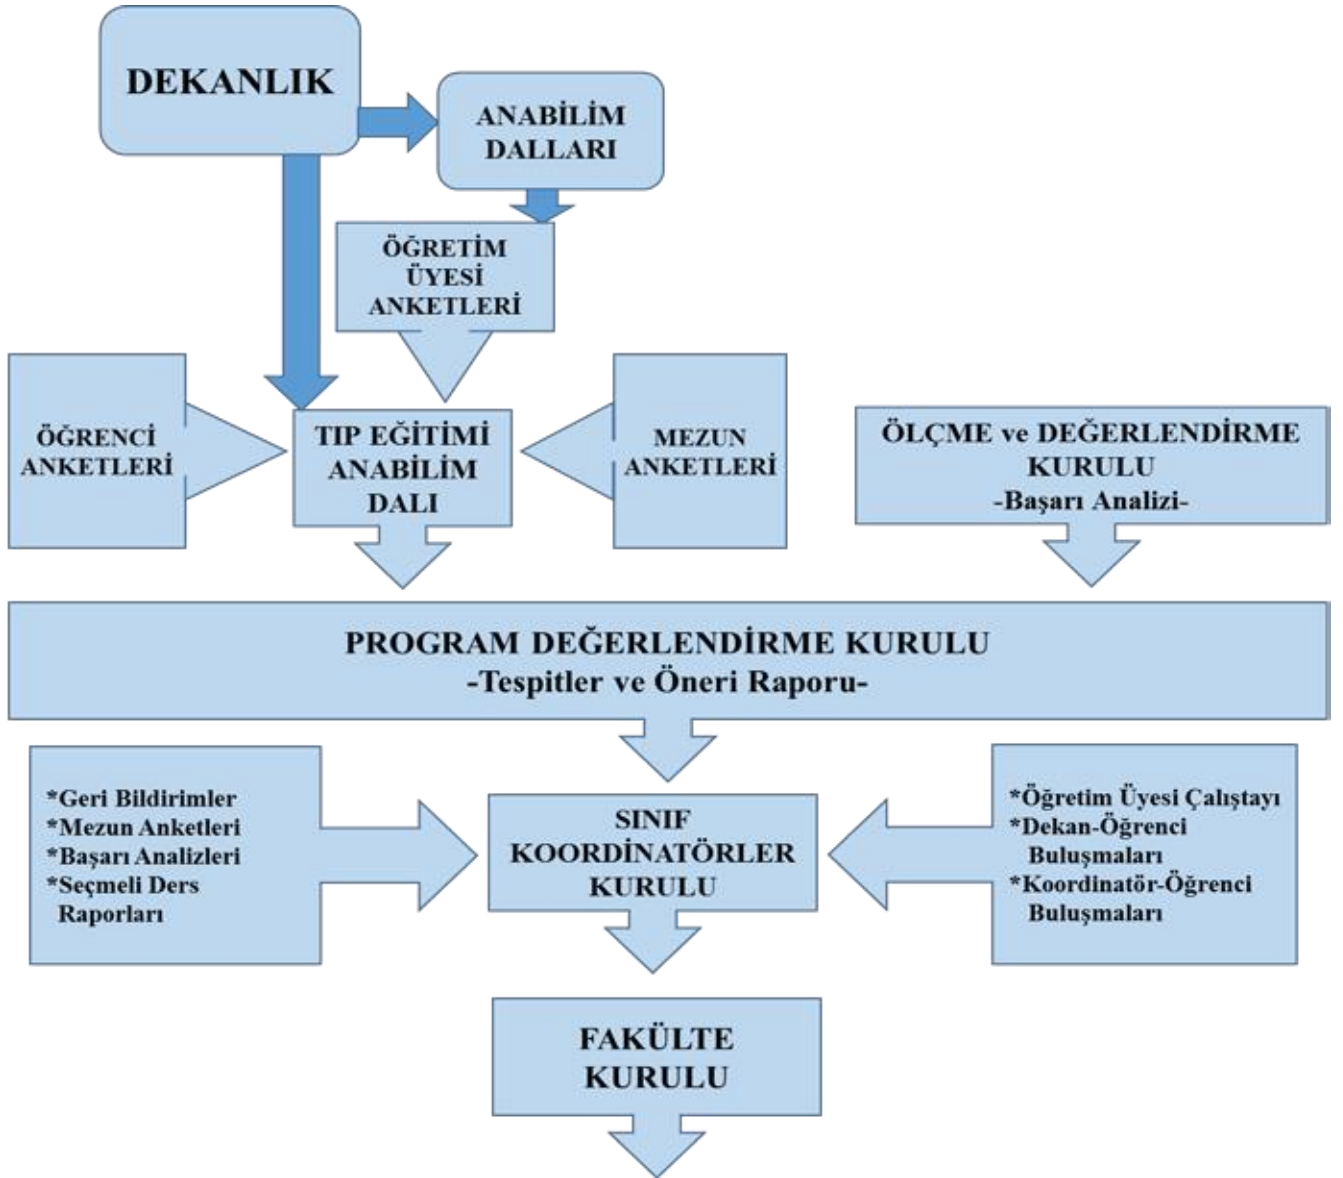 DEKANLIK
ANABİLİM
DALLARI
ÖĞRETİM
ÜYESİ
ANKETLERİ
ÖĞRENCİ
ANKETLERİ
TIP EĞİTİMİ
ANABİLİM
DALI
MEZUN
ANKETLERİ
ÖLÇME ve DEĞERLENDİRME
KURULU
-Başarı Analizi-
PROGRAM DEĞERLENDİRME KURULU
-Tespitler ve Öneri Raporu-
*Geri Bildirimler
*Mezun Anketleri
*Başarı Analizleri
*Seçmeli Ders
Raporları
SINIF
KOORDİNATÖRLER
KURULU
*Öğretim Üyesi Çalıştayı
*Dekan-Öğrenci
Buluşmaları
*Koordinatör-Öğrenci
Buluşmaları
FAKÜLTE
KURULU